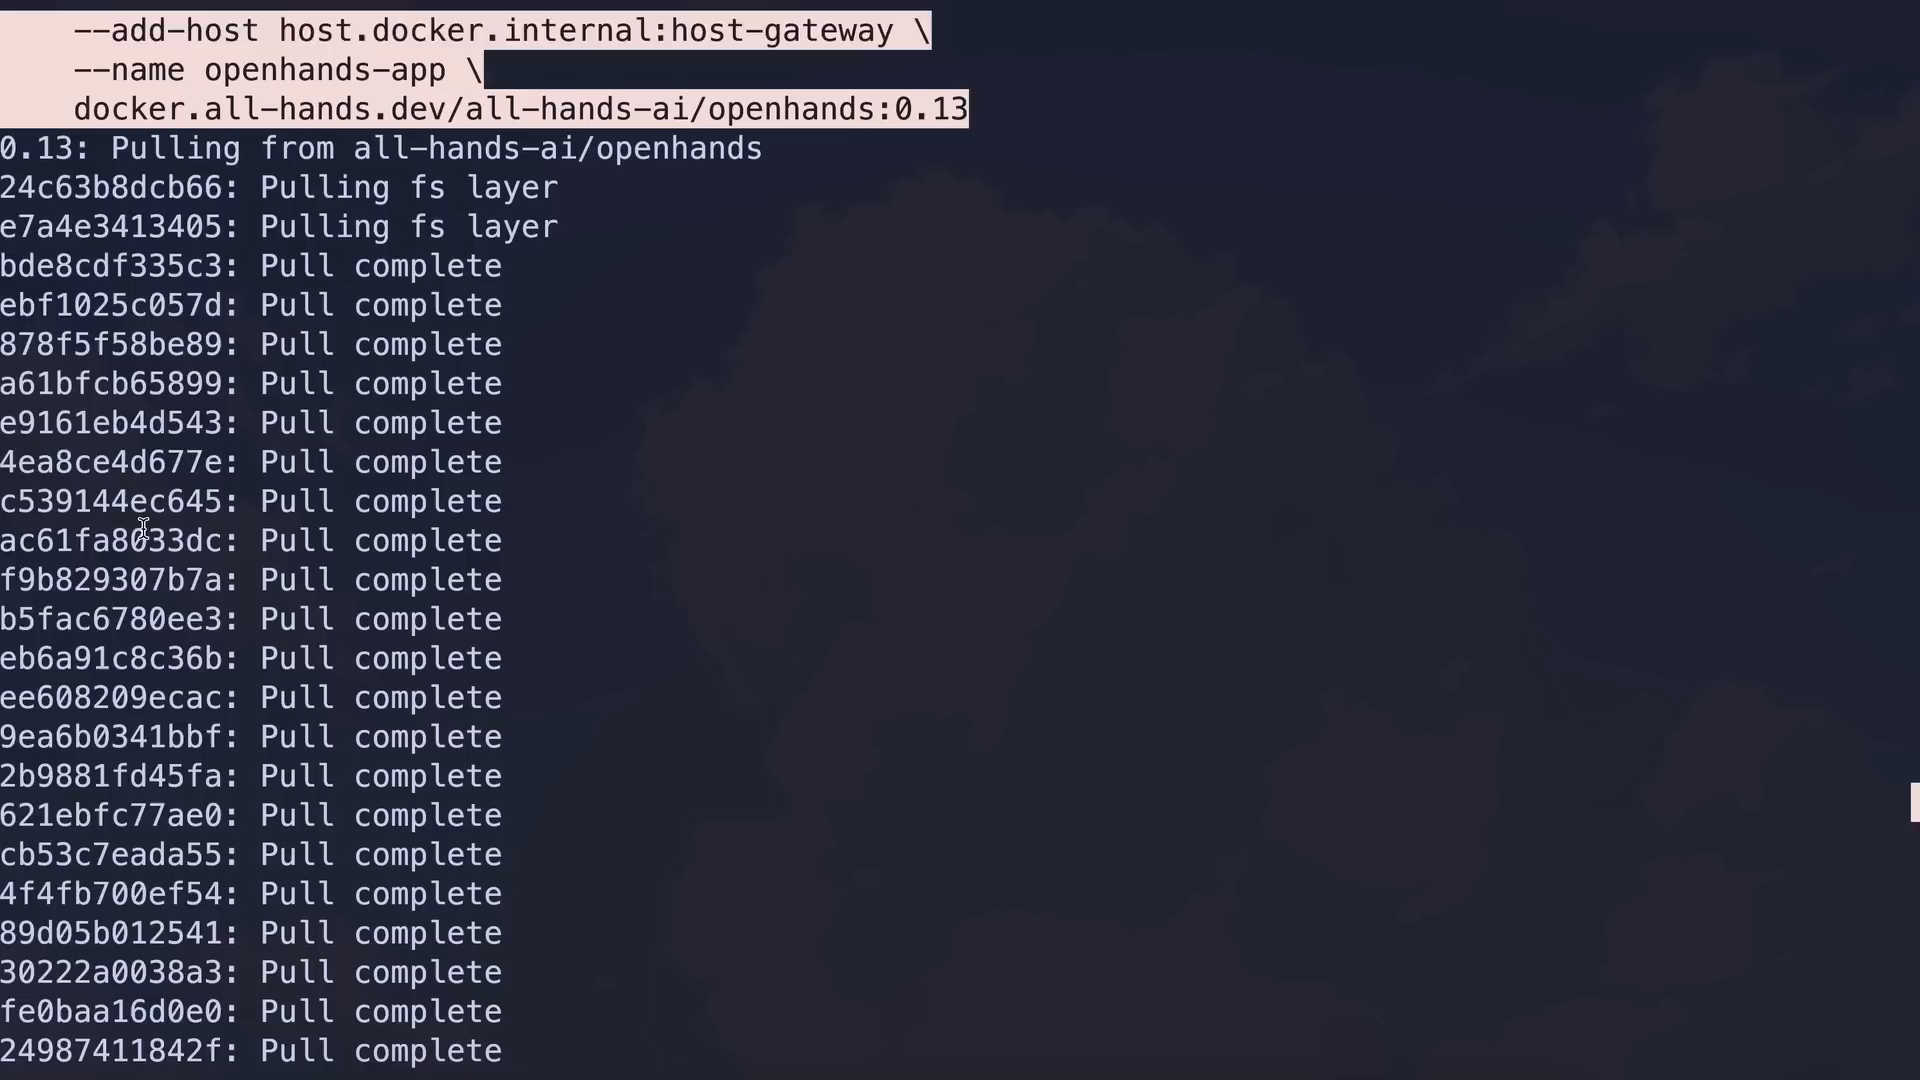 --add-host host.docker.internal:host-gateway \
--name openhands-app \
docker.all-hands.dev/all-hands-ai/openhands:0.13
0.13: Pulling from all-hands-ai/openhands
24c63b8dcb66: Pulling fs layer
e7a4e3413405: Pulling fs layer
bde8cdf335c3: Pull complete
ebf1025c057d: Pull complete
878f5f58be89: Pull complete
a61bfcb65899: Pull complete
e9161eb4d543: Pull complete
4ea8ce4d677e: Pull complete
c539144ec645: Pull complete
ac61fa8033dc: Pull complete
f9b829307b7a: Pull complete
b5fac6780ee3: Pull complete
eb6a91c8c36b: Pull complete
ee608209ecac: Pull complete
9ea6b0341bbf: Pull complete
2b9881fd45fa: Pull complete
621ebfc77ae0: Pull complete
cb53c7eada55: Pull complete
4f4fb700ef54: Pull complete
89d05b012541: Pull complete
30222a0038a3: Pull complete
fe0baa16d0e0: Pull complete
24987411842f: Pull complete